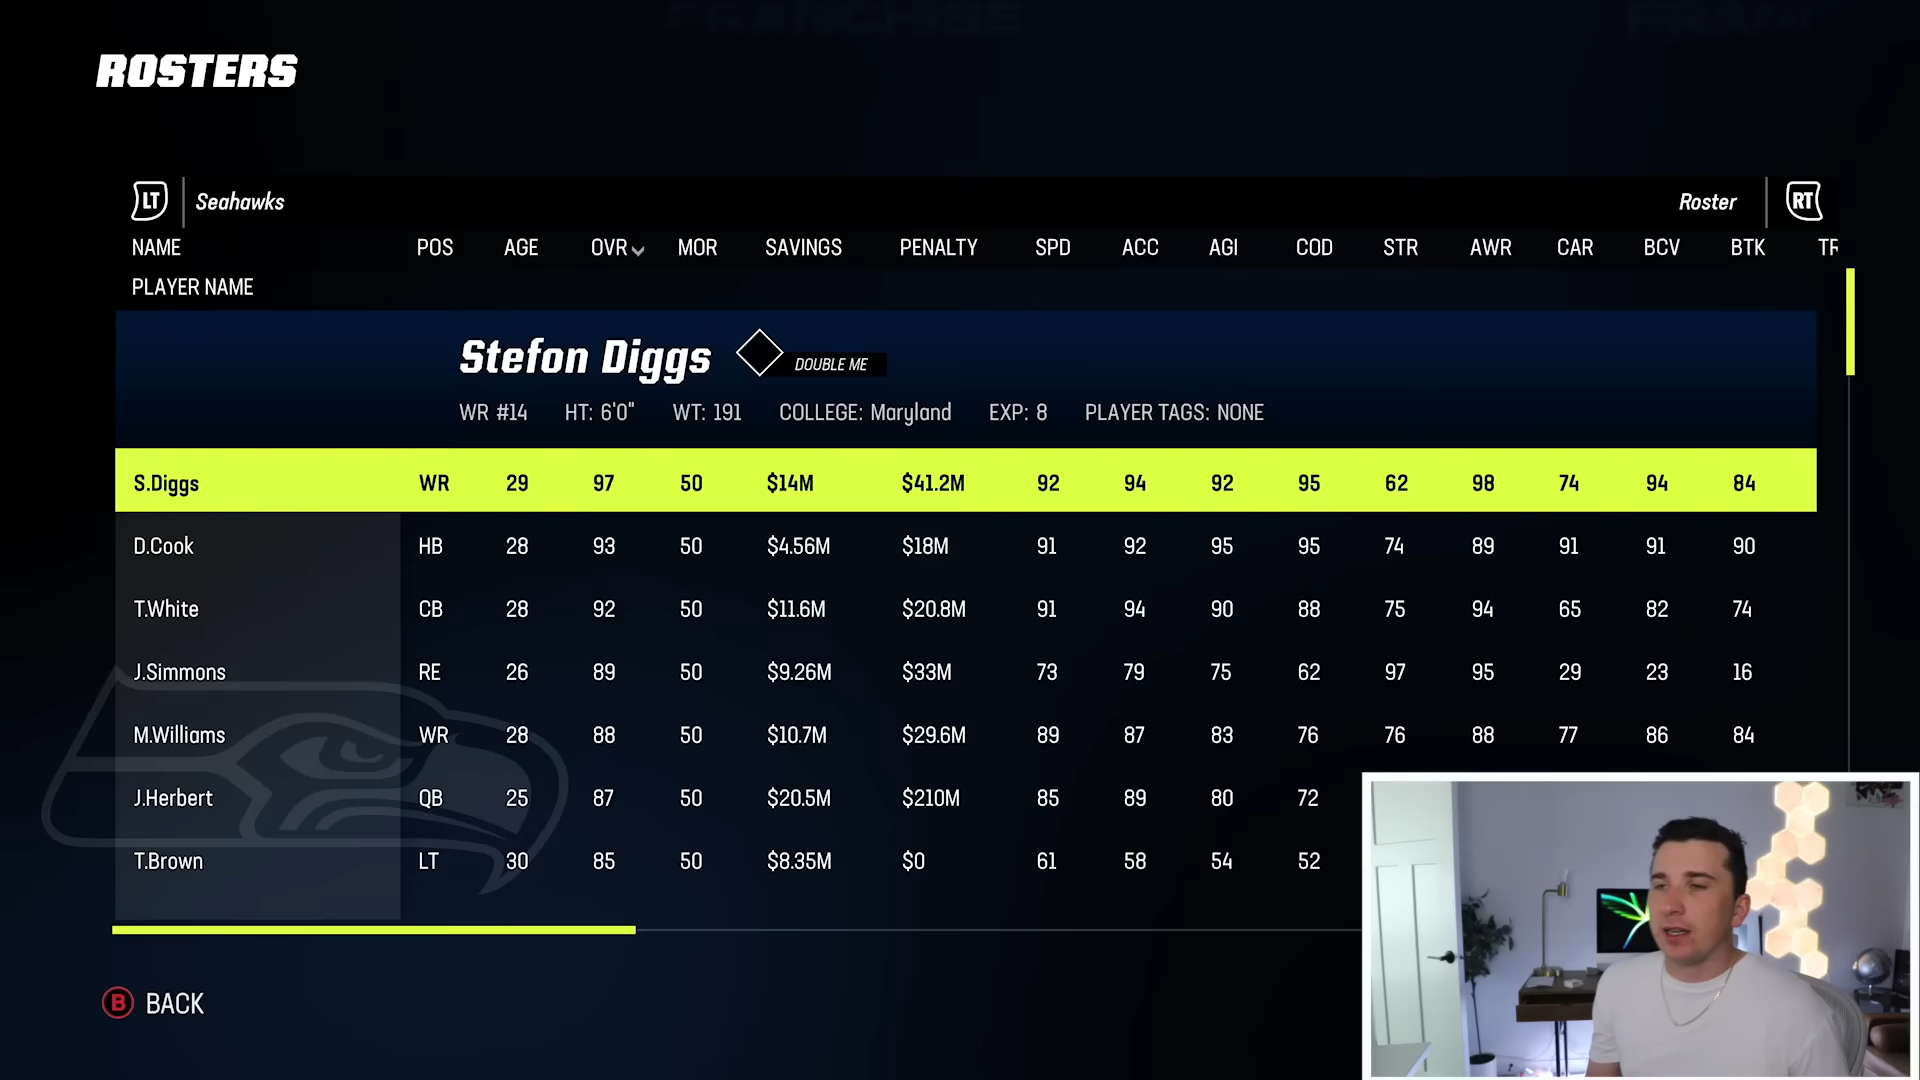 FRANCHISE
ROSTERS
LT Seahawks Roster RT
NAME POS AGE OVR MOR SAVINGS PENALTY SPD ACC AGI COD STR AWR CAR BCV BTK TR
PLAYER NAME
Stefon Diggs DOUBLE ME
WR #14 HT: 6'0" WT: 191 COLLEGE: Maryland EXP: 8 PLAYER TAGS: NONE
S.Diggs WR 29 97 50 $14M $41.2M 92 94 92 95 62 98 74 94 84
D.Cook HB 28 93 50 $4.56M $18M 91 92 95 95 74 89 91 91 90
T.White CB 28 92 50 $11.6M $20.8M 91 94 90 88 75 94 65 82 74
J.Simmons RE 26 89 50 $9.26M $33M 73 79 75 62 97 95 29 23 16
M.Williams WR 28 88 50 $10.7M $29.6M 89 87 83 76 76 88 77 86 84
J.Herbert QB 25 87 50 $20.5M $210M 85 89 80 72
T.Brown LT 30 85 50 $8.35M $0 61 58 54 52
B BACK